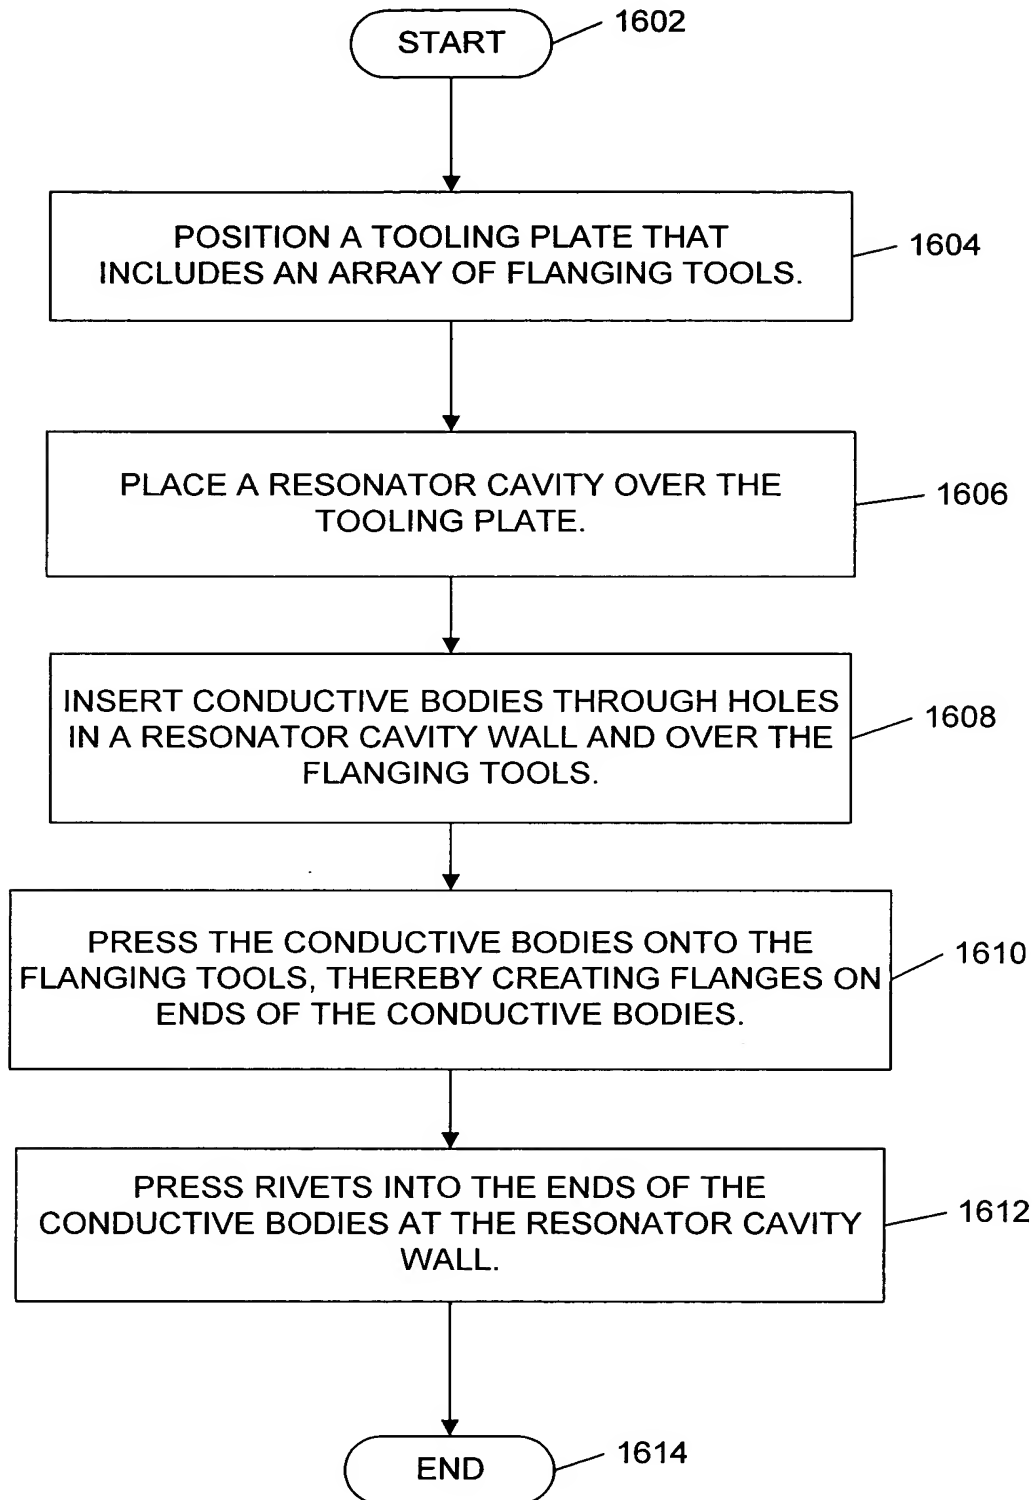 START
1602
POSITION A TOOLING PLATE THAT
INCLUDES AN ARRAY OF FLANGING TOOLS.
1604
PLACE A RESONATOR CAVITY OVER THE
TOOLING PLATE.
1606
INSERT CONDUCTIVE BODIES THROUGH HOLES
IN A RESONATOR CAVITY WALL AND OVER THE
FLANGING TOOLS.
1608
PRESS THE CONDUCTIVE BODIES ONTO THE
FLANGING TOOLS, THEREBY CREATING FLANGES ON
ENDS OF THE CONDUCTIVE BODIES.
1610
PRESS RIVETS INTO THE ENDS OF THE
CONDUCTIVE BODIES AT THE RESONATOR CAVITY
WALL.
1612
END
1614